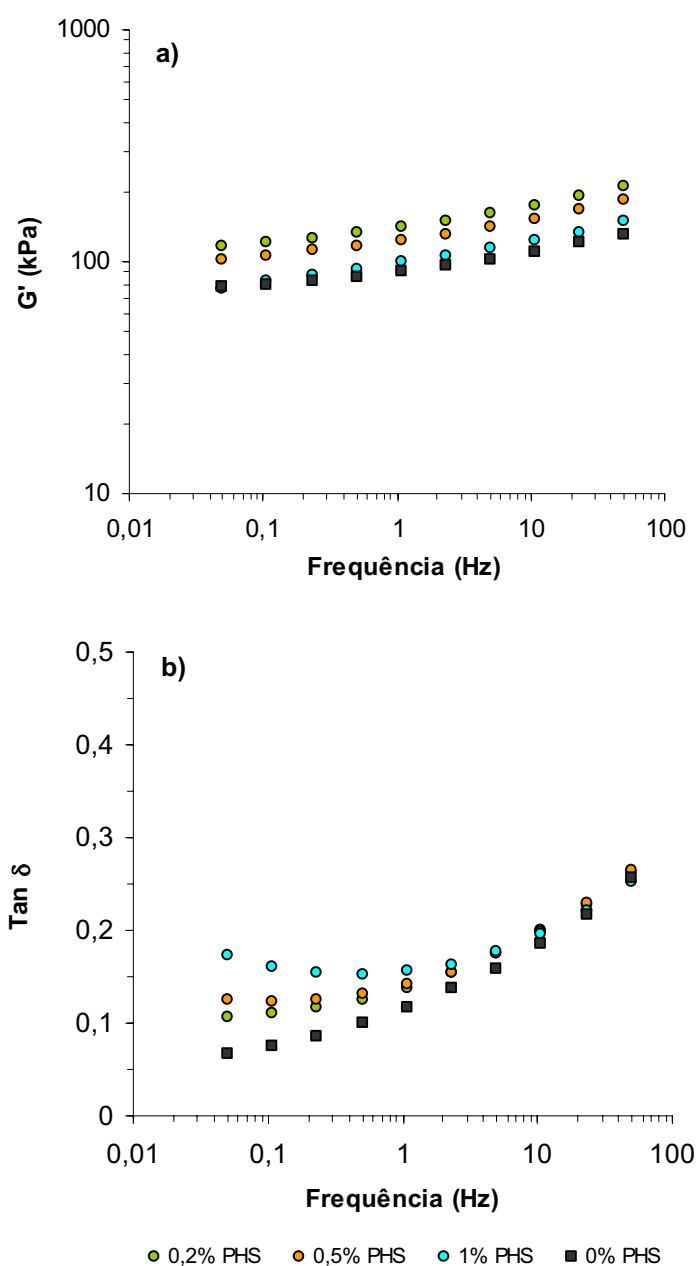 a)
1000
100
10
G' (kPa)
0,01 0,1 1 10 100
Frequência (Hz)
b)
0,5
0,4
0,3
0,2
0,1
0
Tan δ
0,01 0,1 1 10 100
Frequência (Hz)
0,2% PHS 0,5% PHS 1% PHS 0% PHS